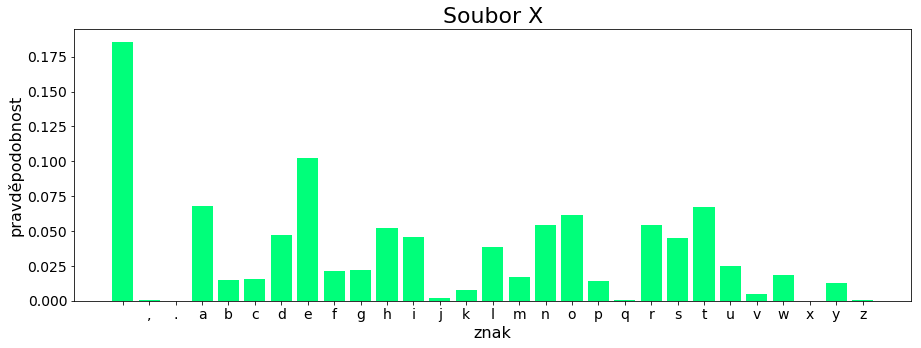 Soubor X
pravděpodobnost
0.175
0.150
0.125
0.100
0.075
0.050
0.025
0.000
, . a b c d e f g h i j k l m n o p q r s t u v w x y z
znak